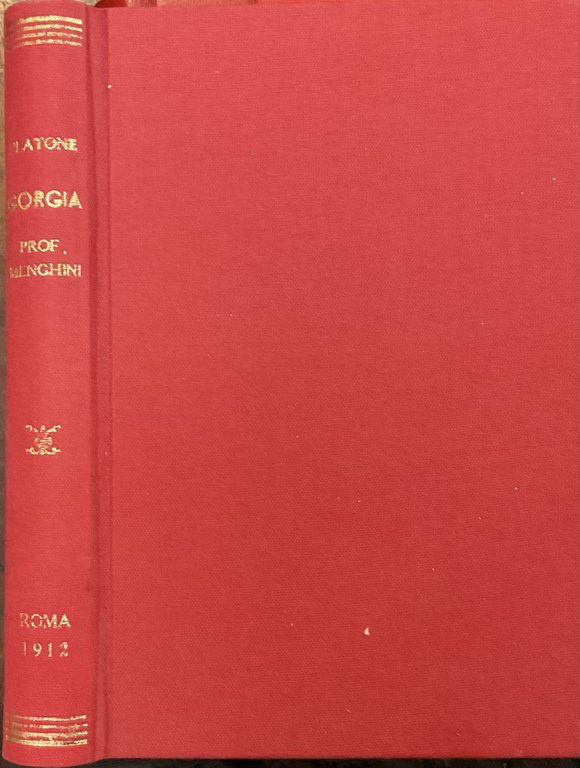 PLATONE
GORGIA
PROF.
MENGHINI
ROMA
1912